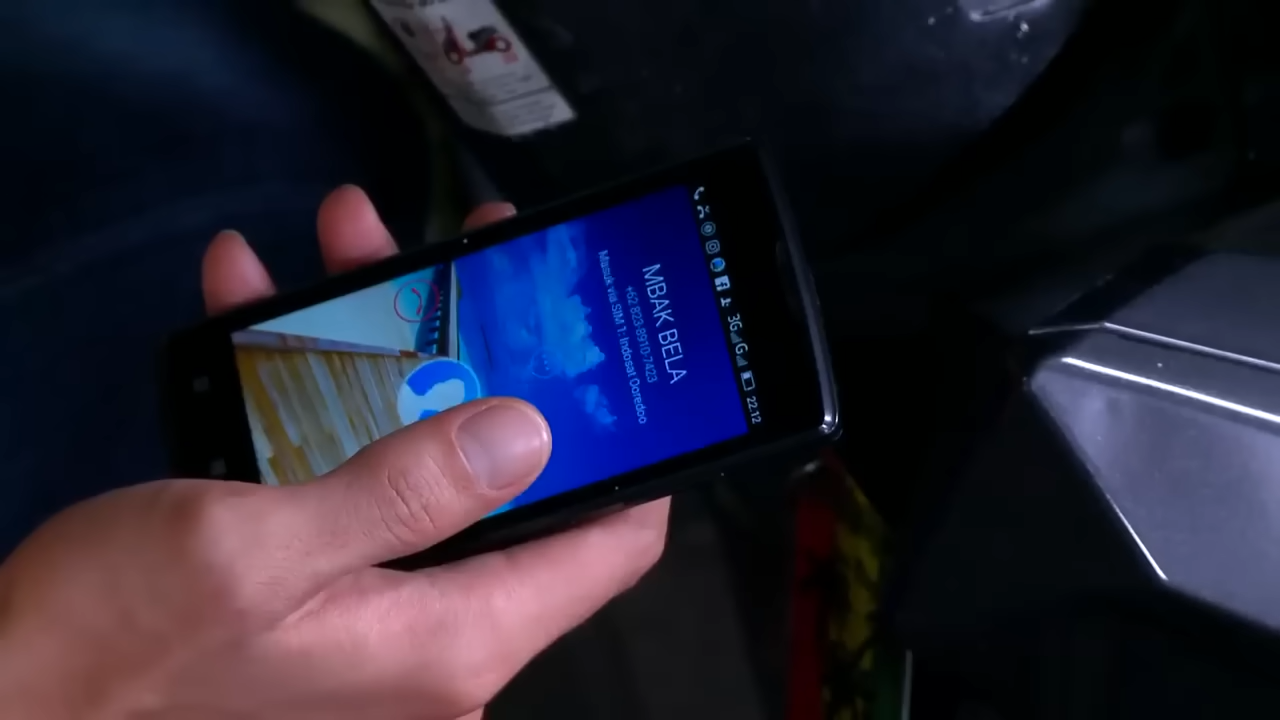 3G G 22.12
MBAK BELA
+62 823-8910-7423
Masuk via SIM 1: Indosat Ooredoo